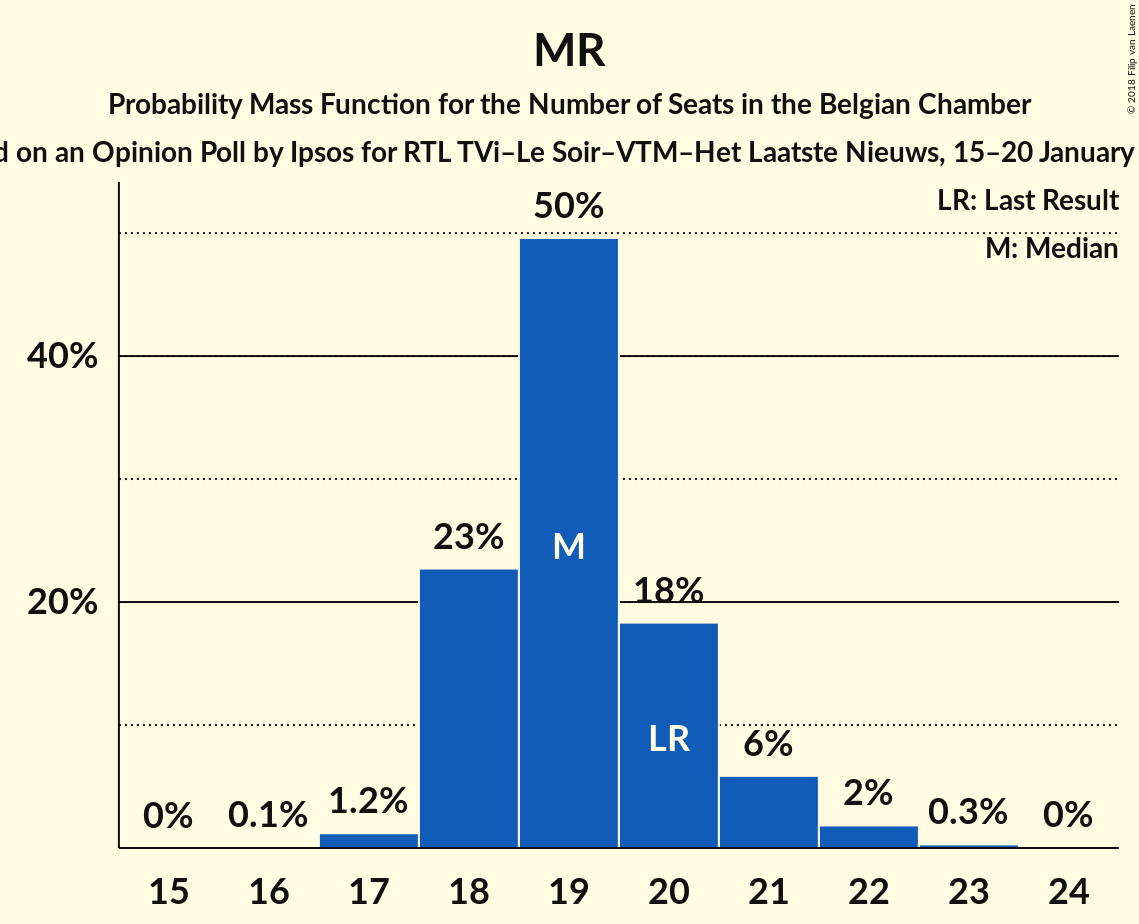 MR
Probability Mass Function for the Number of Seats in the Belgian Chamber
on an Opinion Poll by Ipsos for RTL TVi–Le Soir–VTM–Het Laatste Nieuws, 15–20 January
© 2018 Filip van Laenen
LR: Last Result
M: Median
50%
40%
23%
M
20%
18%
LR
6%
0%
0.1%
1.2%
2%
0.3%
0%
15 16 17 18 19 20 21 22 23 24